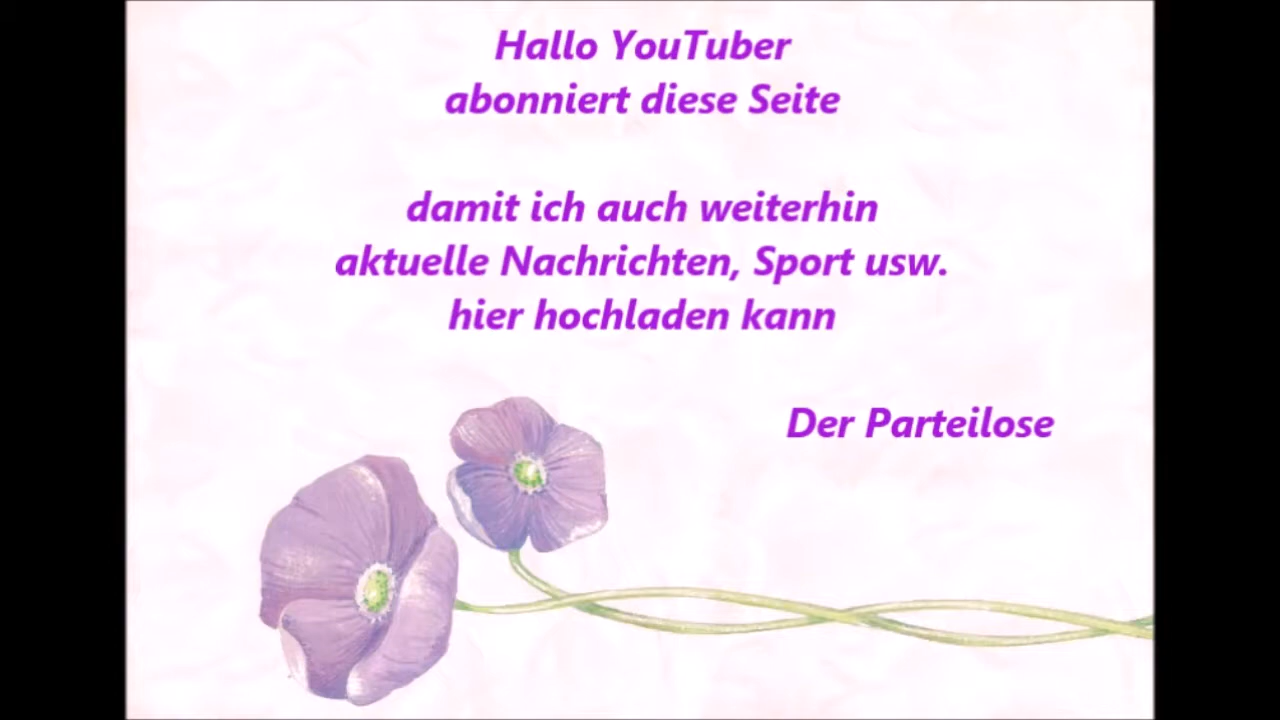 Hallo YouTuber
abonniert diese Seite
damit ich auch weiterhin
aktuelle Nachrichten, Sport usw.
hier hochladen kann
Der Parteilose